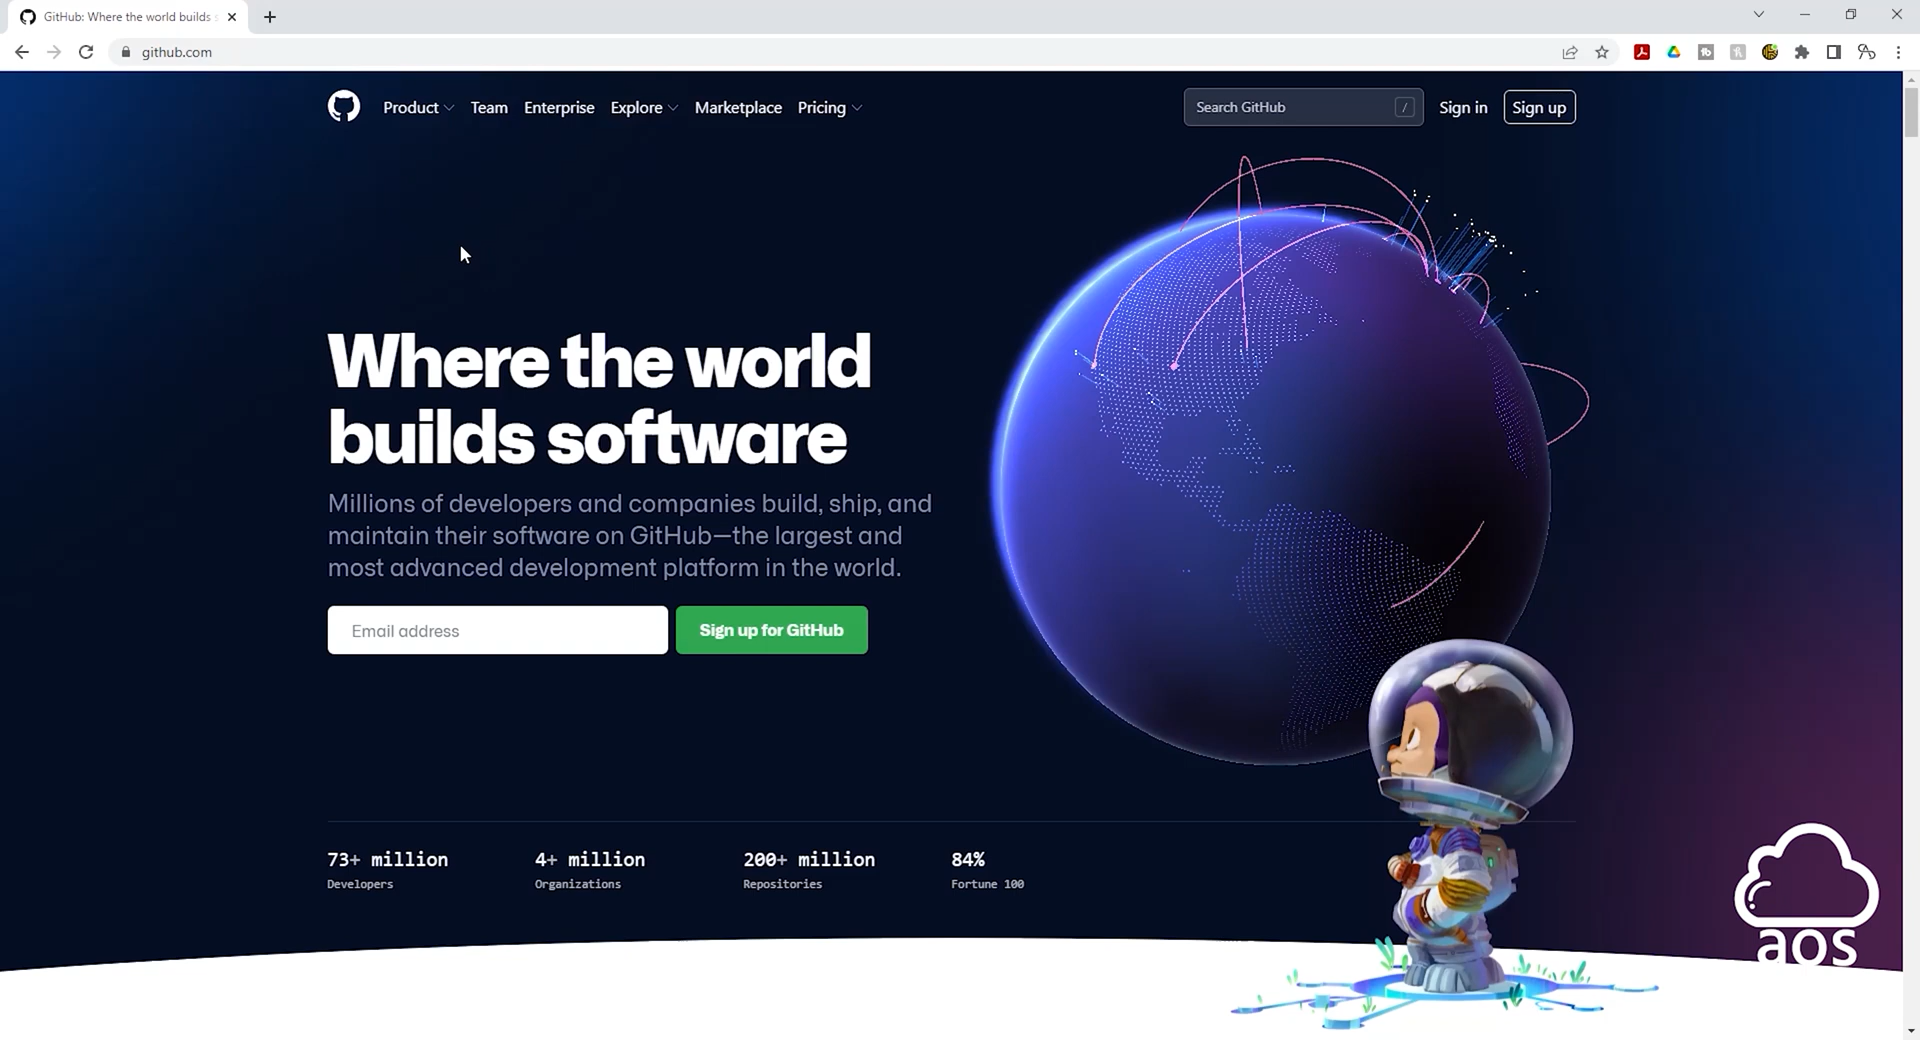 GitHub: Where the world builds s
github.com
Product Team Enterprise Explore Marketplace Pricing Search GitHub / Sign in Sign up
Where the world
builds software
Millions of developers and companies build, ship, and
maintain their software on GitHub—the largest and
most advanced development platform in the world.
Email address Sign up for GitHub
73+ million 4+ million 200+ million 84%
Developers Organizations Repositories Fortune 100
aos